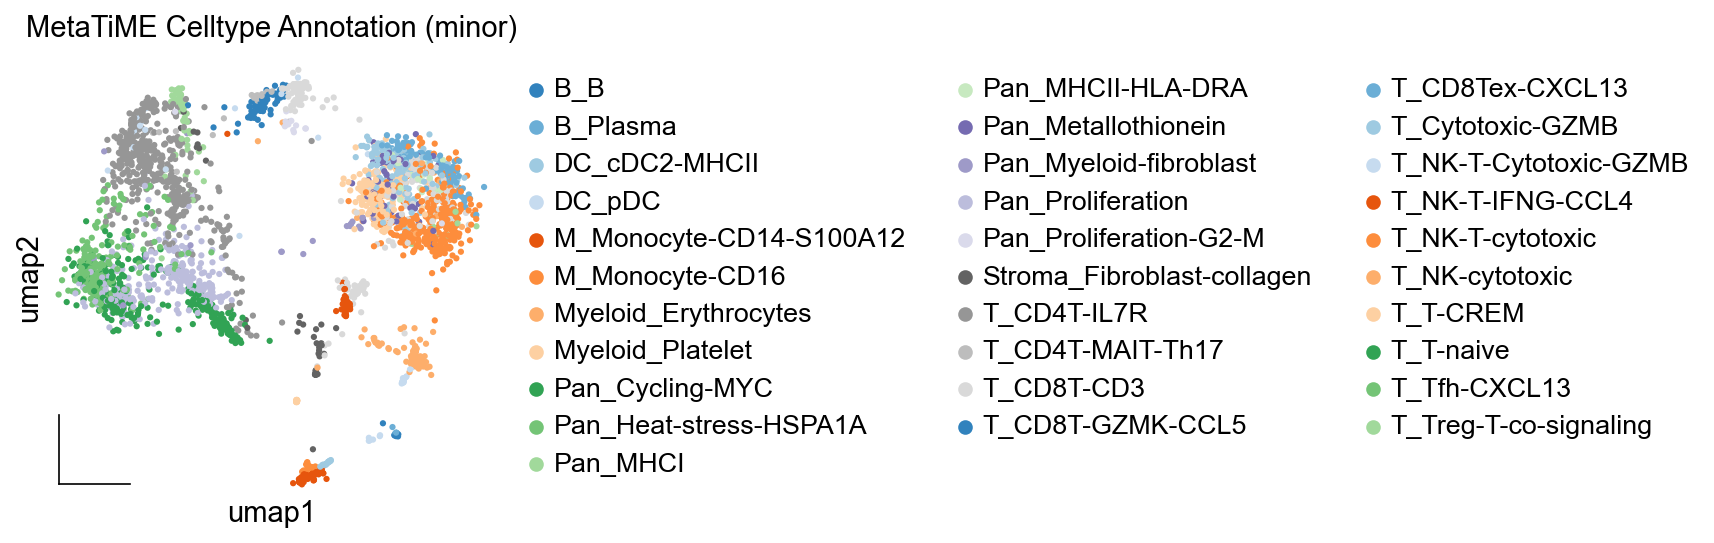 MetaTiME Celltype Annotation (minor)
B_B
B_Plasma
DC_cDC2-MHCII
DC_pDC
M_Monocyte-CD14-S100A12
M_Monocyte-CD16
Myeloid_Erythrocytes
Myeloid_Platelet
Pan_Cycling-MYC
Pan_Heat-stress-HSPA1A
Pan_MHCI
Pan_MHCII-HLA-DRA
Pan_Metallothionein
Pan_Myeloid-fibroblast
Pan_Proliferation
Pan_Proliferation-G2-M
Stroma_Fibroblast-collagen
T_CD4T-IL7R
T_CD4T-MAIT-Th17
T_CD8T-CD3
T_CD8T-GZMK-CCL5
T_CD8Tex-CXCL13
T_Cytotoxic-GZMB
T_NK-T-Cytotoxic-GZMB
T_NK-T-IFNG-CCL4
T_NK-T-cytotoxic
T_NK-cytotoxic
T_T-CREM
T_T-naive
T_Tfh-CXCL13
T_Treg-T-co-signaling
umap2
umap1